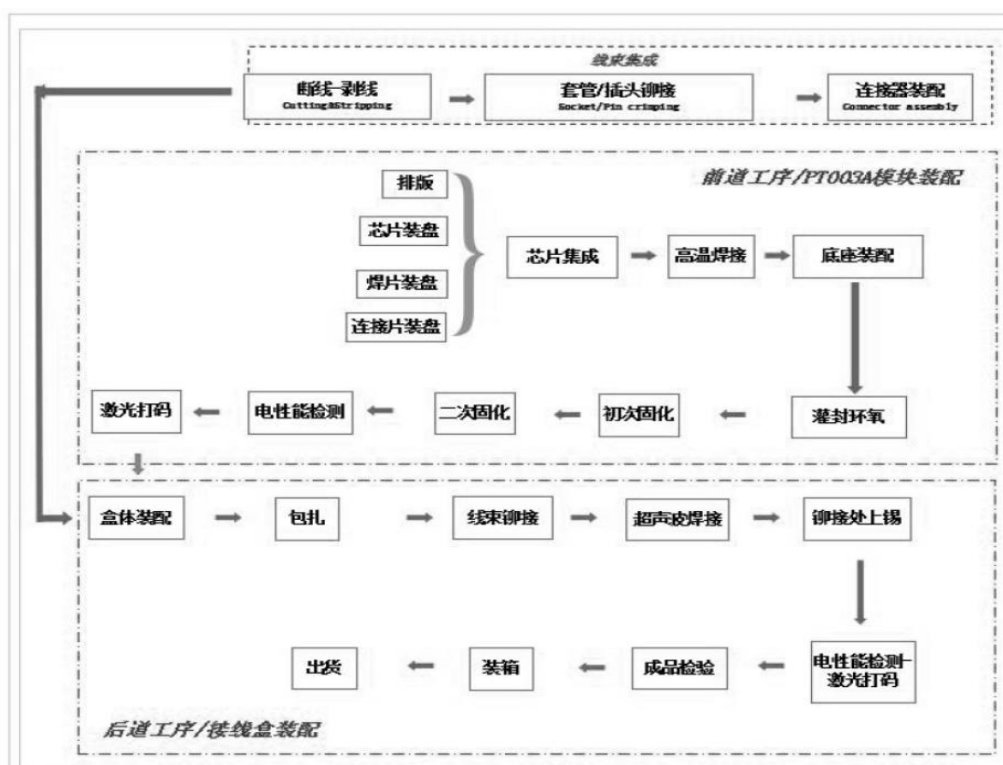 线束集成
断线-剥线
Cutting&Stripping
套管/插头铆接
Socket/Pin crimping
连接器装配
Connector assembly
前道工序/PT003A模块装配
排版
芯片装盘
焊片装盘
连接片装盘
芯片集成
高温焊接
底座装配
激光打码
电性能检测
二次固化
初次固化
灌封环氧
盒体装配
包扎
线束铆接
超声波焊接
铆接处上锡
出货
装箱
成品检验
电性能检测-
激光打码
后道工序/接线盒装配